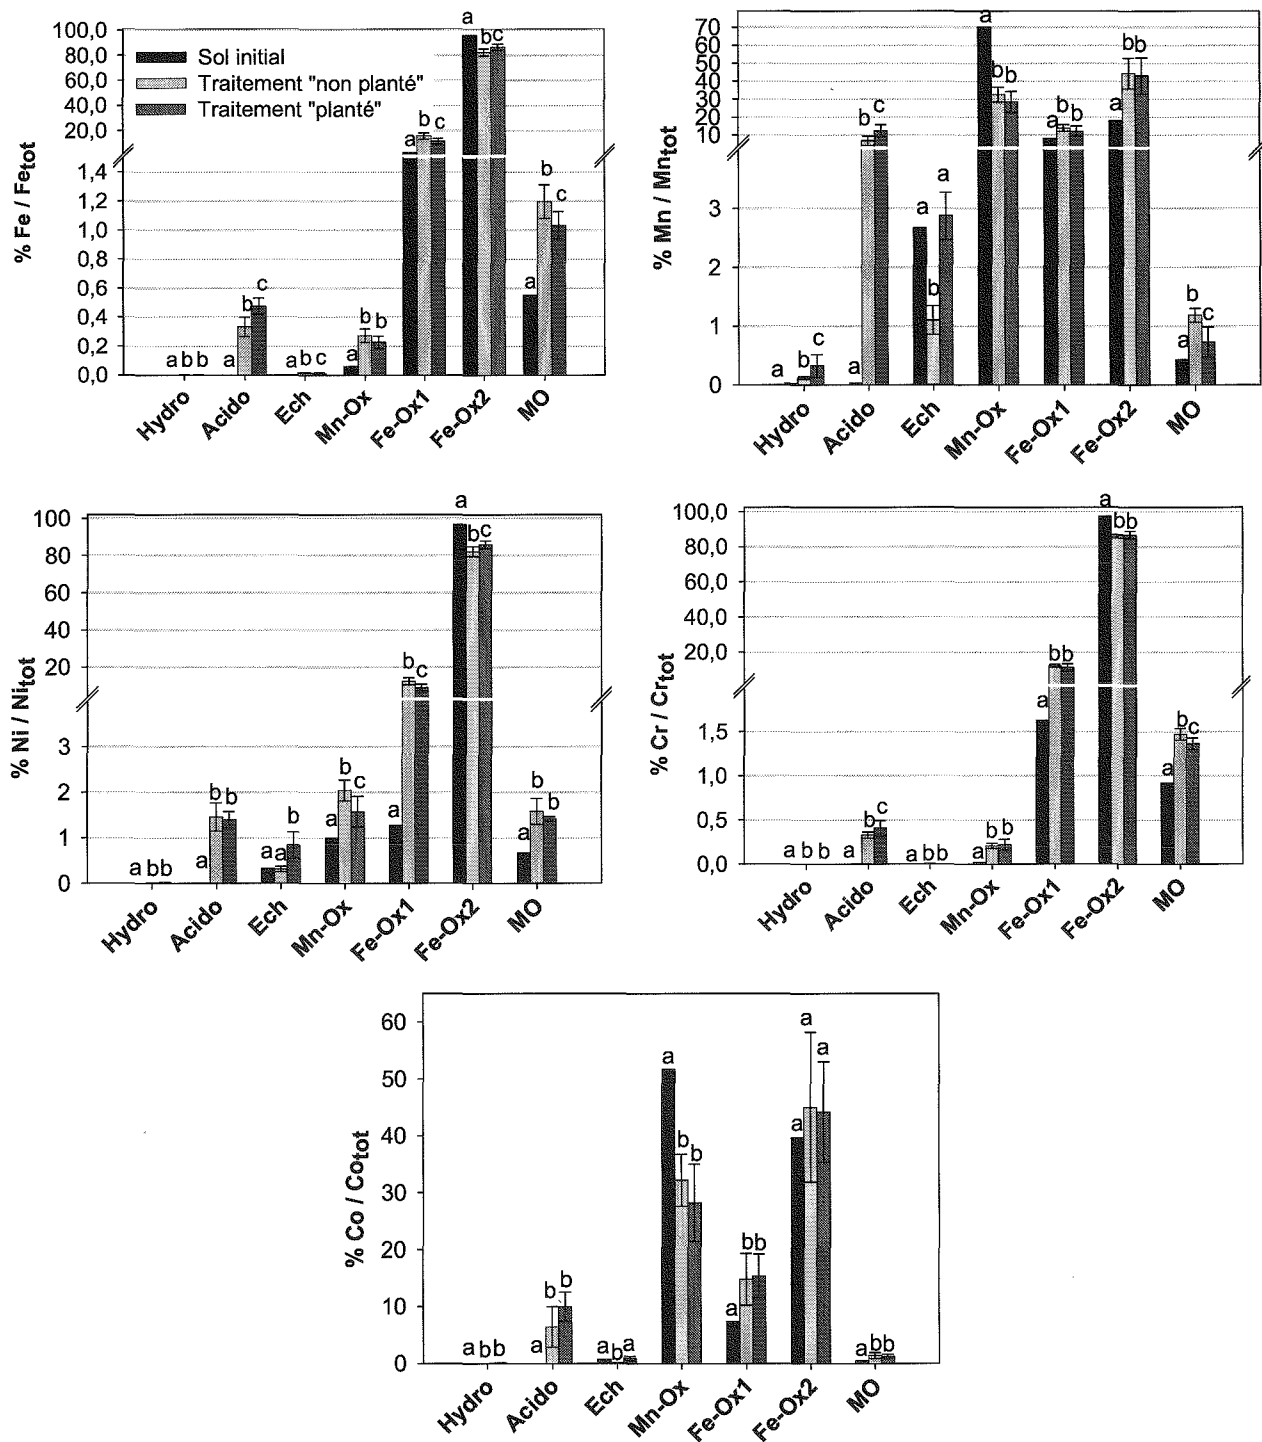 a
100,0
80,0
60,0
40,0
20,0
1,4
1,2
1,0
0,8
0,6
0,4
0,2
0,0
% Fe / Fetot
Sol initial
Traitement "non planté"
Traitement "planté"
a b b
a b c
a b c
a b b
a b c
b c
a b c
Hydro
Acido
Ech
Mn-Ox
Fe-Ox1
Fe-Ox2
MO
70
60
50
40
30
20
10
3
2
1
0
% Mn / Mntot
a b c
a b c
a b a
a b b
a b b
a b b
a b c
Hydro
Acido
Ech
Mn-Ox
Fe-Ox1
Fe-Ox2
MO
100
80
60
40
20
3
2
1
0
% Ni / Nitot
a b b
a b b
a a b
a b c
a b c
a b c
a b b
Hydro
Acido
Ech
Mn-Ox
Fe-Ox1
Fe-Ox2
MO
100,0
80,0
60,0
40,0
20,0
1,5
1,0
0,5
0,0
% Cr / Crtot
a b b
a b c
a b b
a b b
a b b
a b b
a b c
Hydro
Acido
Ech
Mn-Ox
Fe-Ox1
Fe-Ox2
MO
60
50
40
30
20
10
0
% Co / Cotot
a b b
a b b
a b a
a b b
a b b
a a a
a b b
Hydro
Acido
Ech
Mn-Ox
Fe-Ox1
Fe-Ox2
MO